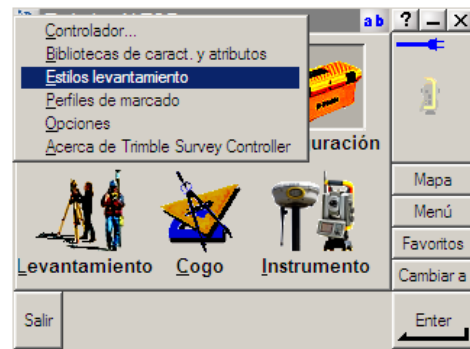 ab ? _ X
Controlador...
Bibliotecas de caract. y atributos
Estilos levantamiento
Perfiles de marcado
Opciones
Acerca de Trimble Survey Controller
uración
Mapa
Menú
Favoritos
Cambiar a
Levantamiento Cogo Instrumento
Salir
Enter